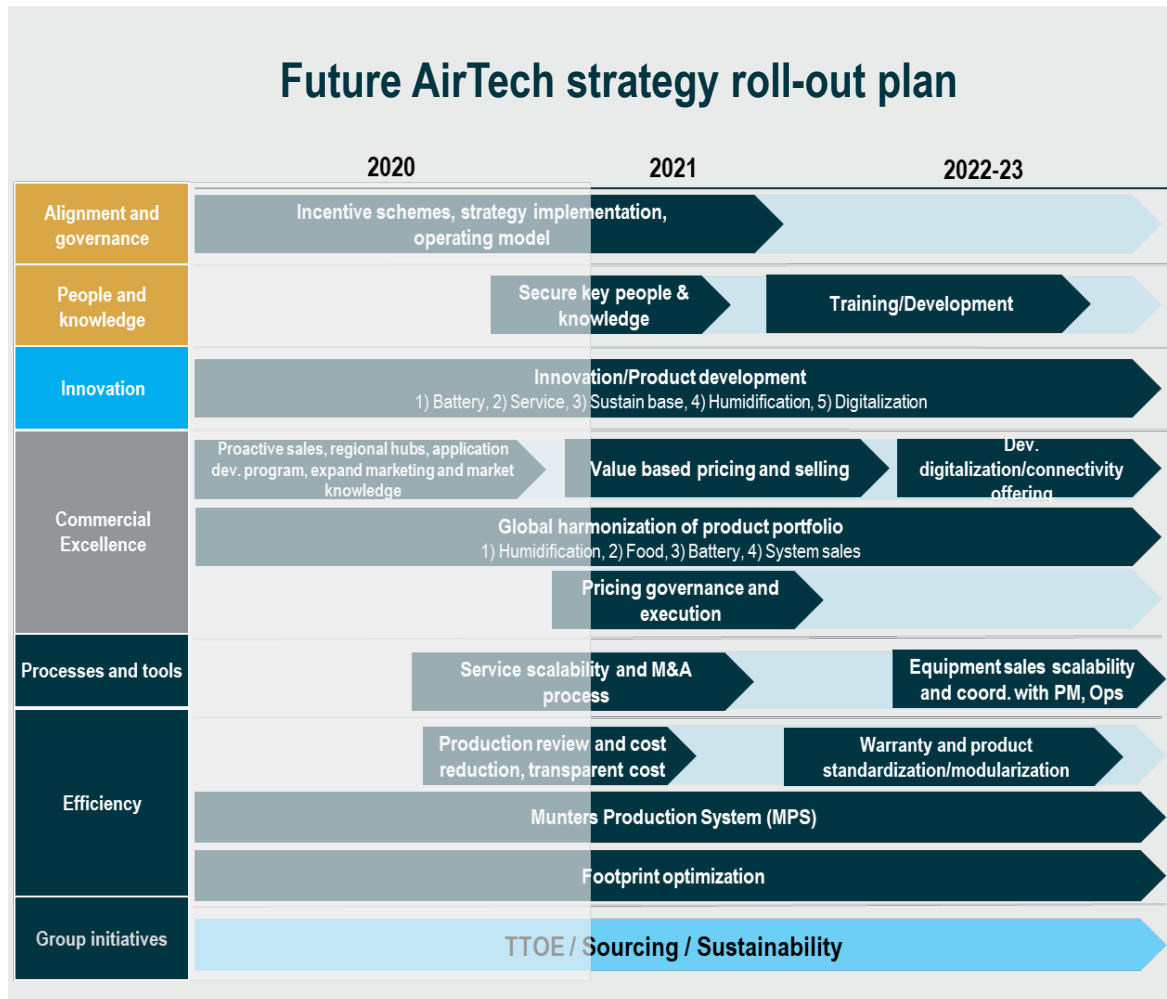 Future AirTech strategy roll-out plan
2020
2021
2022-23
Alignment and
governance
Incentive schemes, strategy implementation,
operating model
People and
knowledge
Secure key people &
knowledge
Training/Development
Innovation
Innovation/Product development
1) Battery, 2) Service, 3) Sustain base, 4) Humidification, 5) Digitalization
Commercial
Excellence
Proactive sales, regional hubs, application
dev. program, expand marketing and market
knowledge
Value based pricing and selling
Dev.
digitalization/connectivity
offering
Global harmonization of product portfolio
1) Humidification, 2) Food, 3) Battery, 4) System sales
Pricing governance and
execution
Processes and tools
Service scalability and M&A
process
Equipment sales scalability
and coord. with PM, Ops
Efficiency
Production review and cost
reduction, transparent cost
Warranty and product
standardization/modularization
Munters Production System (MPS)
Footprint optimization
Group initiatives
TTOE / Sourcing / Sustainability